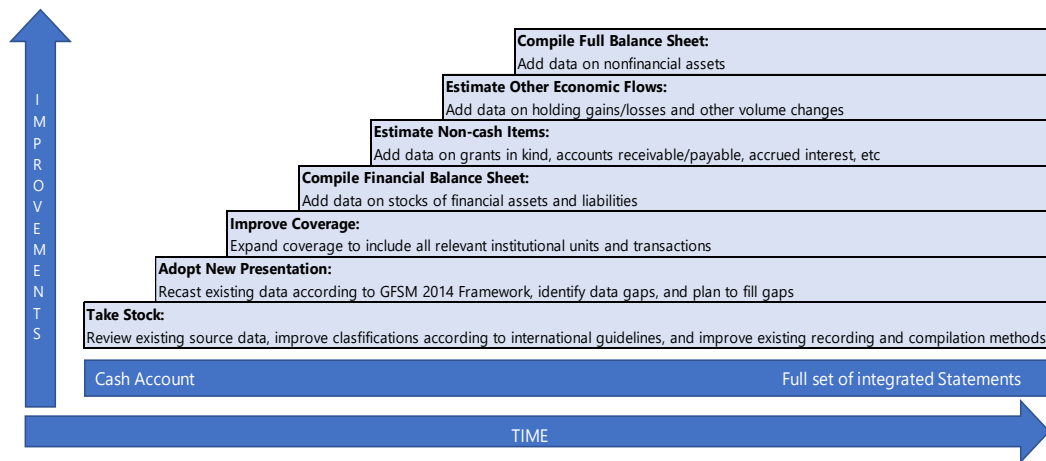 IMPROVEMENTS
Compile Full Balance Sheet:
Add data on nonfinancial assets
Estimate Other Economic Flows:
Add data on holding gains/losses and other volume changes
Estimate Non-cash Items:
Add data on grants in kind, accounts receivable/payable, accrued interest, etc
Compile Financial Balance Sheet:
Add data on stocks of financial assets and liabilities
Improve Coverage:
Expand coverage to include all relevant institutional units and transactions
Adopt New Presentation:
Recast existing data according to GFSM 2014 Framework, identify data gaps, and plan to fill gaps
Take Stock:
Review existing source data, improve clasfifications according to international guidelines, and improve existing recording and compilation methods
Cash Account Full set of integrated Statements
TIME